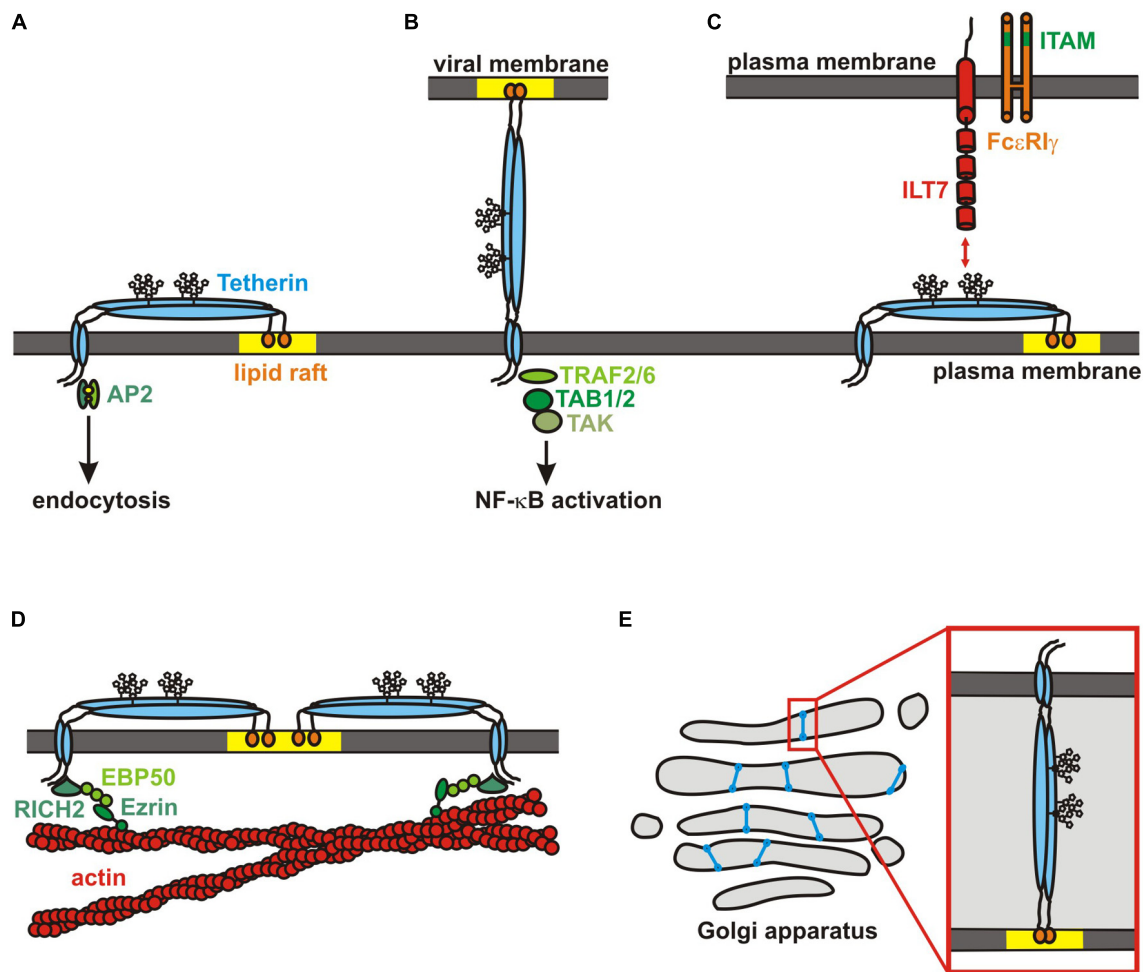 A
B
C
viral membrane
plasma membrane
ITAM
FcεRIγ
ILT7
Tetherin
lipid raft
AP2
endocytosis
TRAF2/6
TAB1/2
TAK
NF-κB activation
plasma membrane
D
E
EBP50
RICH2
Ezrin
actin
Golgi apparatus